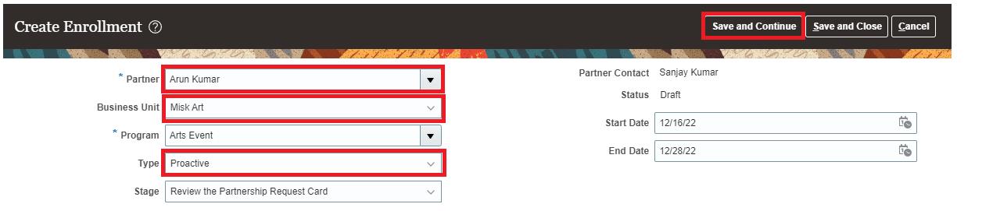 Create Enrollment ?
Save and Continue
Save and Close
Cancel
* Partner Arun Kumar
Business Unit Misk Art
* Program Arts Event
Type Proactive
Stage Review the Partnership Request Card
Partner Contact Sanjay Kumar
Status Draft
Start Date 12/16/22
End Date 12/28/22